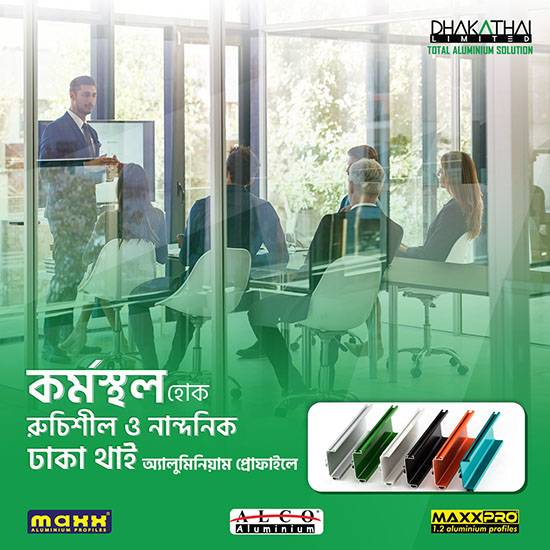 DHAKATHAI
LIMITED
TOTAL ALUMINIUM SOLUTION
কর্মস্থল হোক
রুচিশীল ও নান্দনিক
ঢাকা থাই অ্যালুমিনিয়াম প্রোফাইলে
maxx
ALUMINIUM PROFILES
ALCO
Aluminium
MAXXPRO
1.2 aluminium profiles